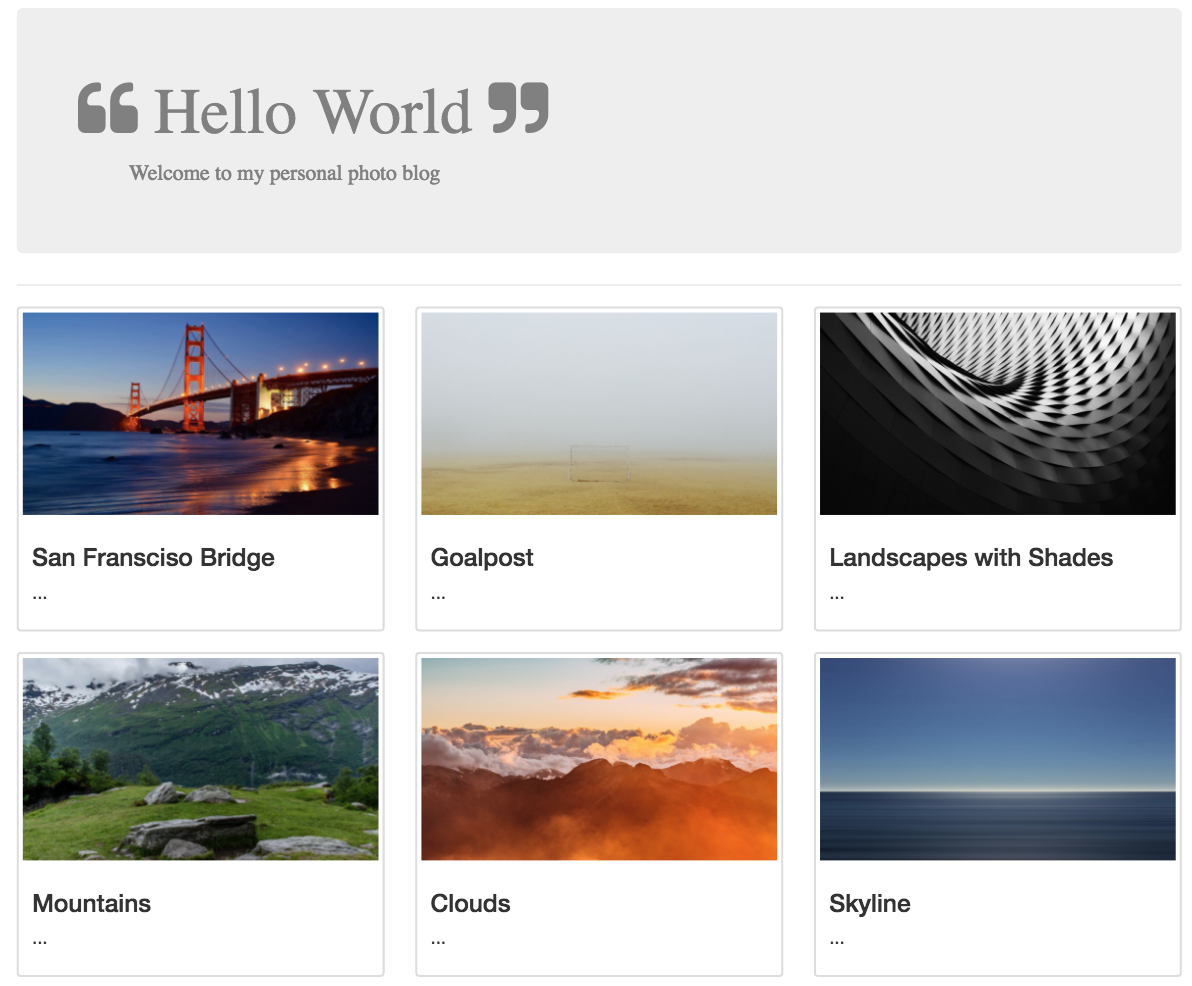 “ Hello World ”
Welcome to my personal photo blog
San Fransciso Bridge
...
Goalpost
...
Landscapes with Shades
...
Mountains
...
Clouds
...
Skyline
...